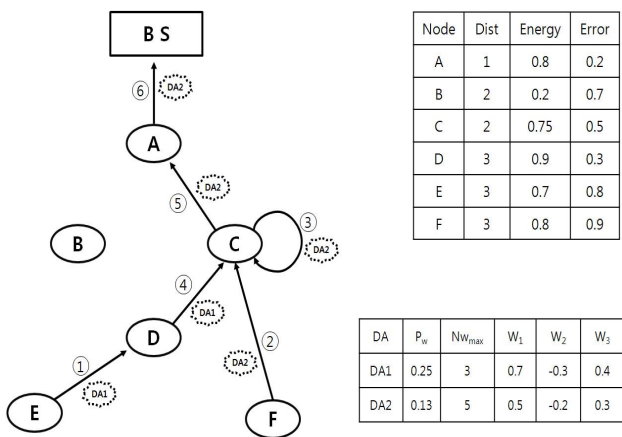 B S
⑥ DA2
A
DA2
⑤
B
C
③
DA2
④
DA1
D
②
①
DA2
DA1
E
F
Node Dist Energy Error
A 1 0.8 0.2
B 2 0.2 0.7
C 2 0.75 0.5
D 3 0.9 0.3
E 3 0.7 0.8
F 3 0.8 0.9
DA Pw Nwmax W1 W2 W3
DA1 0.25 3 0.7 -0.3 0.4
DA2 0.13 5 0.5 -0.2 0.3